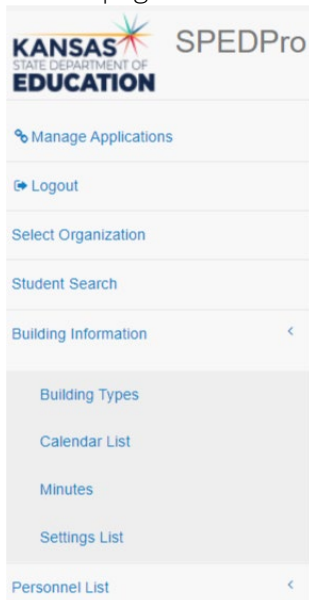 KANSAS SPEDPro
STATE DEPARTMENT OF
EDUCATION
Manage Applications
Logout
Select Organization
Student Search
Building Information <
Building Types
Calendar List
Minutes
Settings List
Personnel List <